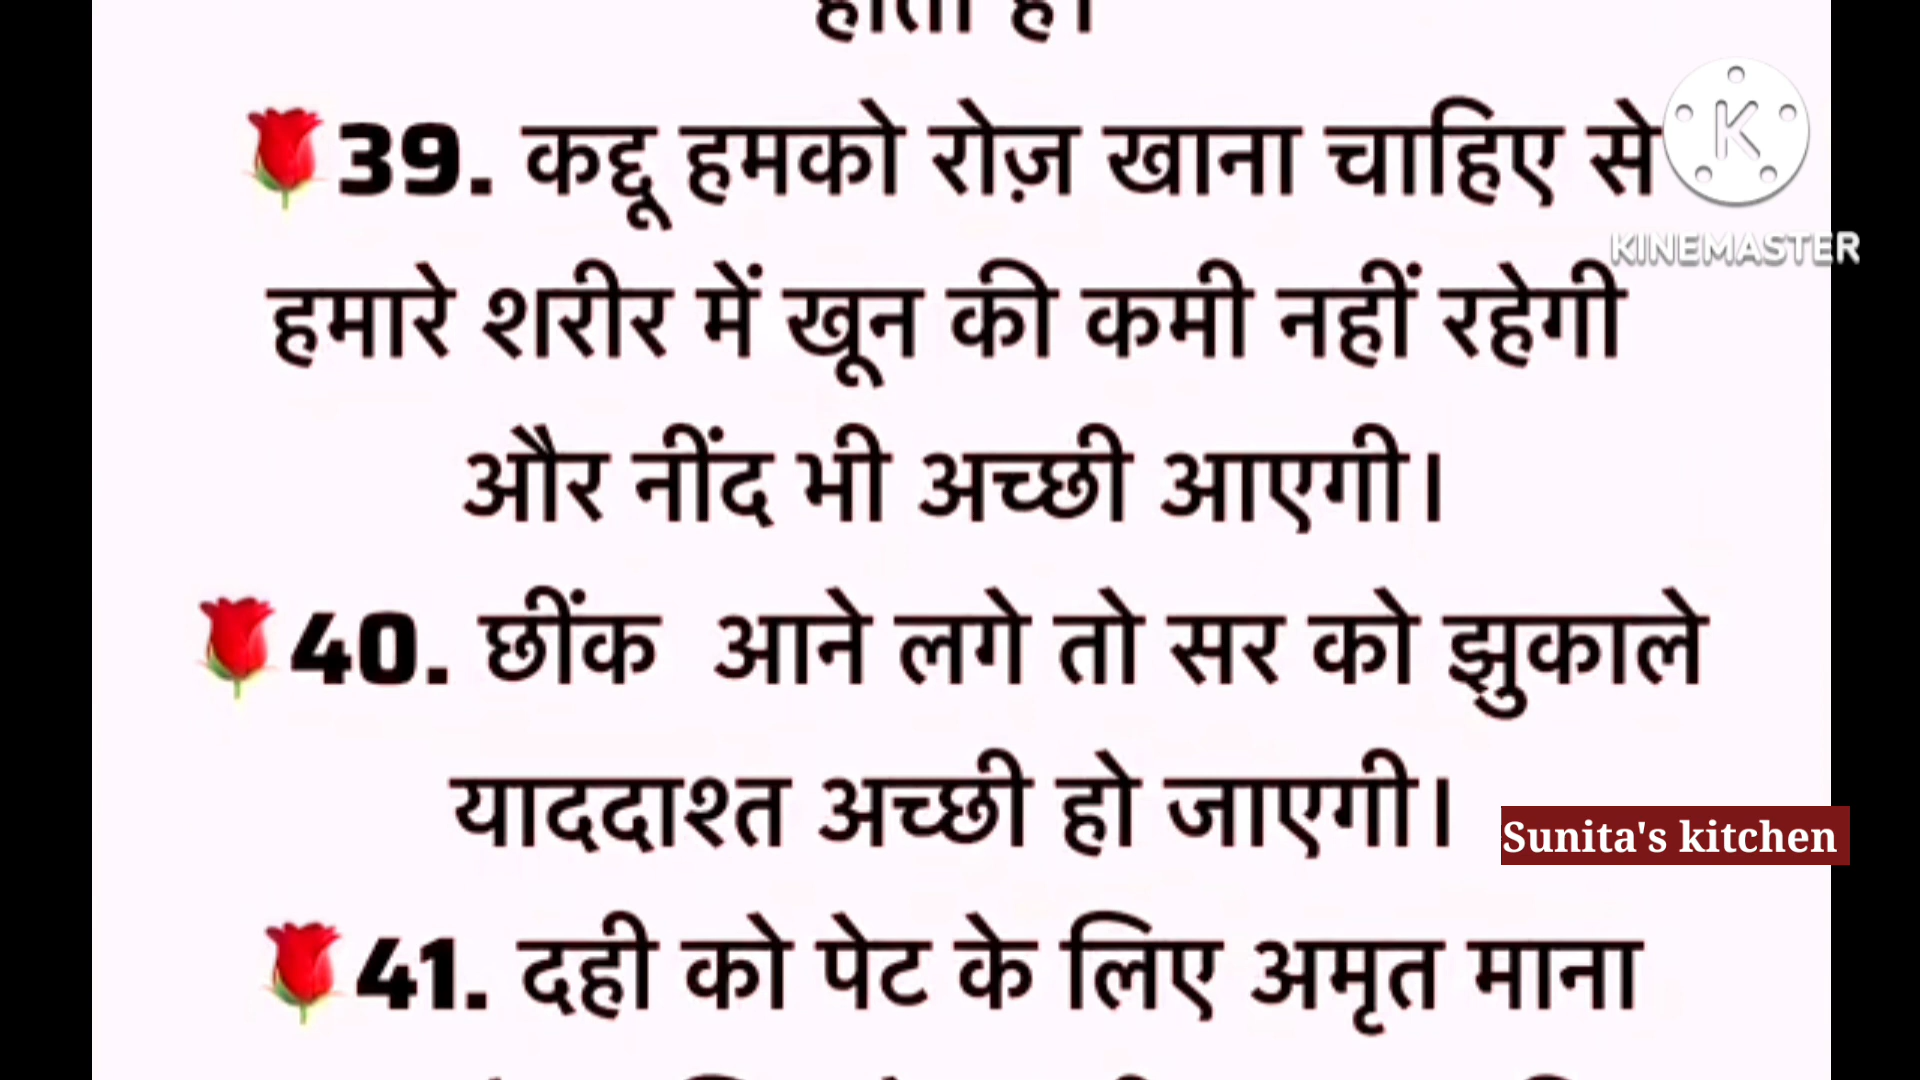 होता है।
🌹39. कद्दू हमको रोज़ खाना चाहिए से
हमारे शरीर में खून की कमी नहीं रहेगी
और नींद भी अच्छी आएगी।
🌹40. छींक आने लगे तो सर को झुकाले
याददाश्त अच्छी हो जाएगी।
🌹41. दही को पेट के लिए अमृत माना
K
KINEMASTER
Sunita's kitchen